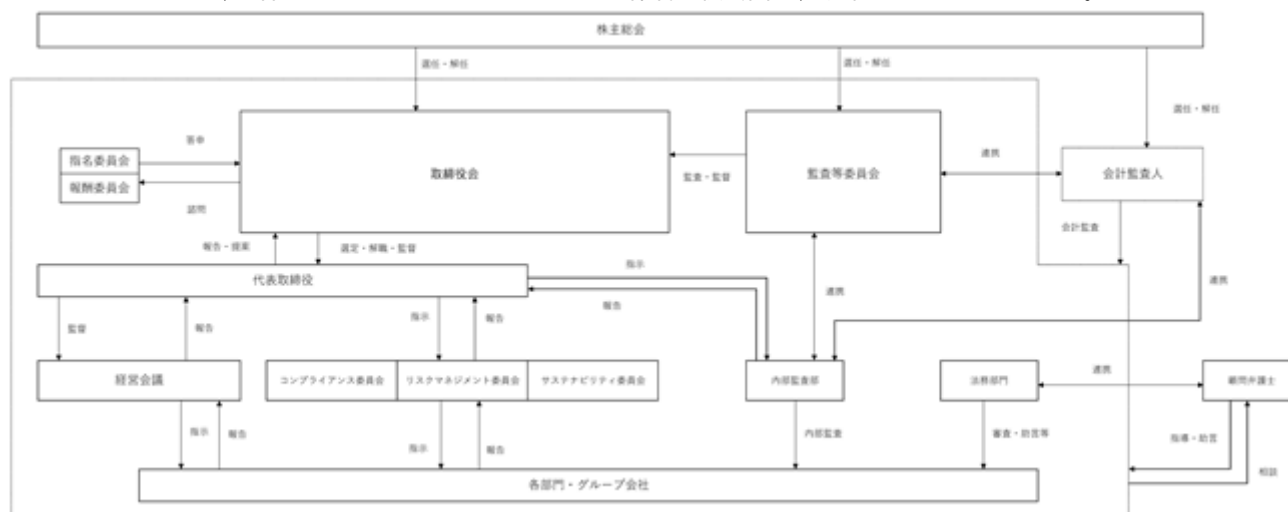 株主総会
選任・解任
選任・解任
選任・解任
答申
指名委員会
報酬委員会
諮問
取締役会
監査・監督
監査等委員会
連携
会計監査人
会計監査
報告・提案
選定・解職・監督
代表取締役
指示
報告
連携
連携
監督
報告
指示
報告
経営会議
コンプライアンス委員会
リスクマネジメント委員会
サステナビリティ委員会
内部監査部
法務部門
連携
顧問弁護士
指示
報告
指示
報告
内部監査
審査・助言等
指導・助言
相談
各部門・グループ会社